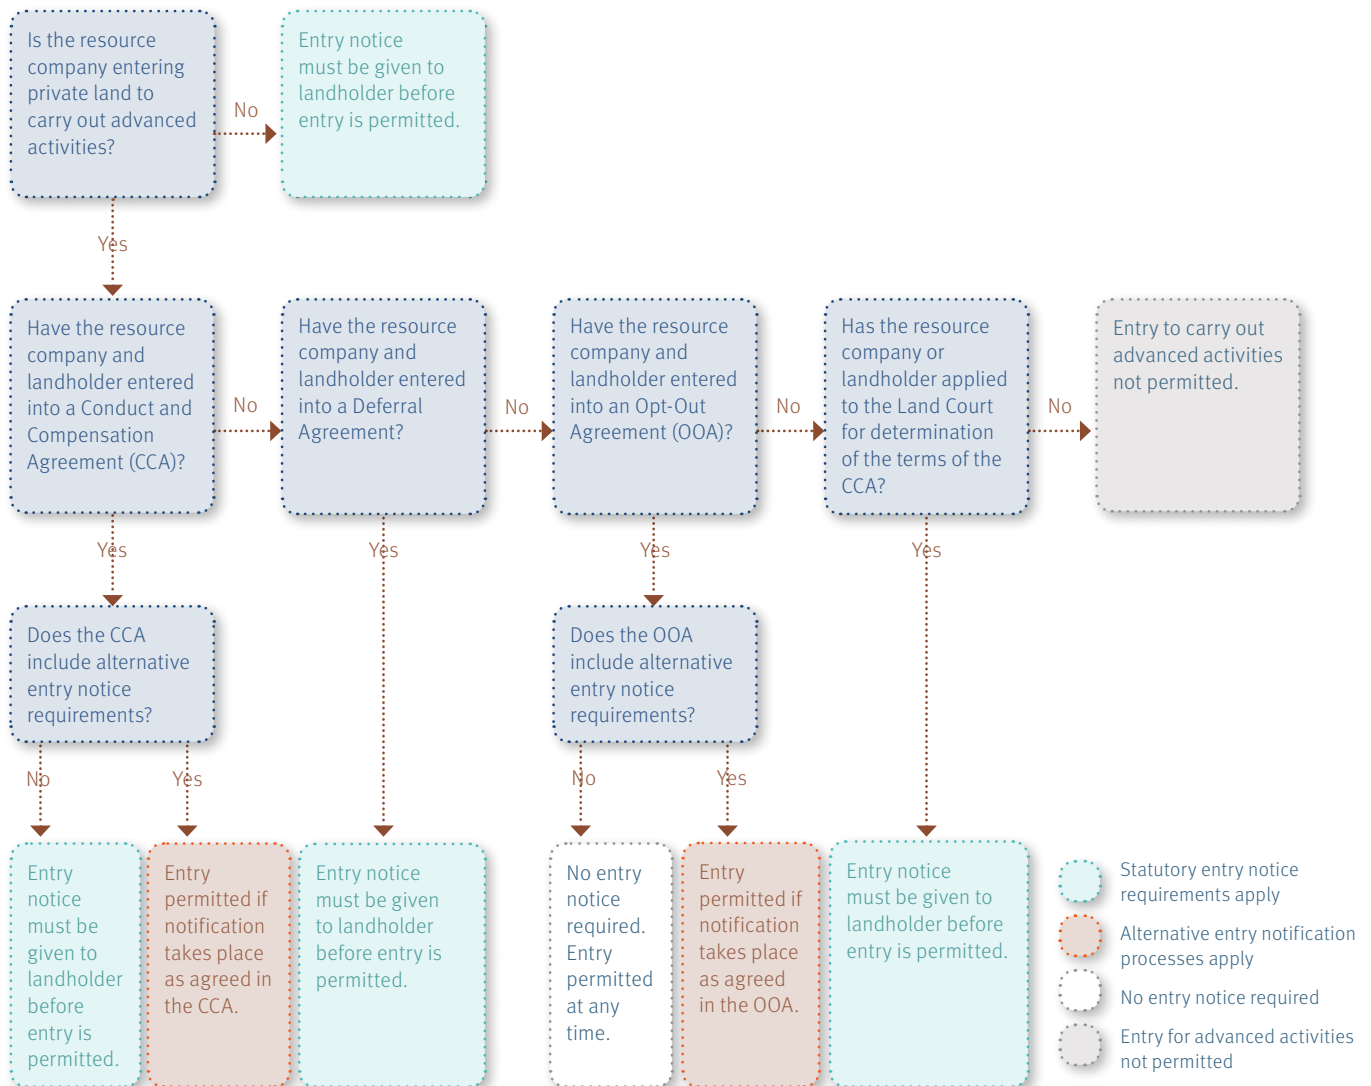 Is the resource
company entering
private land to
carry out advanced
activities?
No
Entry notice
must be given to
landholder before
entry is permitted.
Yes
Have the resource
company and
landholder entered
into a Conduct and
Compensation
Agreement (CCA)?
No
Have the resource
company and
landholder entered
into a Deferral
Agreement?
No
Have the resource
company and
landholder entered
into an Opt-Out
Agreement (OOA)?
No
Has the resource
company or
landholder applied
to the Land Court
for determination
of the terms of the
CCA?
No
Entry to carry out
advanced activities
not permitted.
Yes
Yes
Yes
Yes
Does the CCA
include alternative
entry notice
requirements?
Does the OOA
include alternative
entry notice
requirements?
No
Yes
No
Yes
Entry
notice
must be
given to
landholder
before
entry is
permitted.
Entry
permitted if
notification
takes place
as agreed in
the CCA.
Entry notice
must be given
to landholder
before entry is
permitted.
No entry
notice
required.
Entry
permitted
at any
time.
Entry
permitted if
notification
takes place
as agreed
in the OOA.
Entry notice
must be given to
landholder before
entry is permitted.
Statutory entry notice
requirements apply
Alternative entry notification
processes apply
No entry notice required
Entry for advanced activities
not permitted